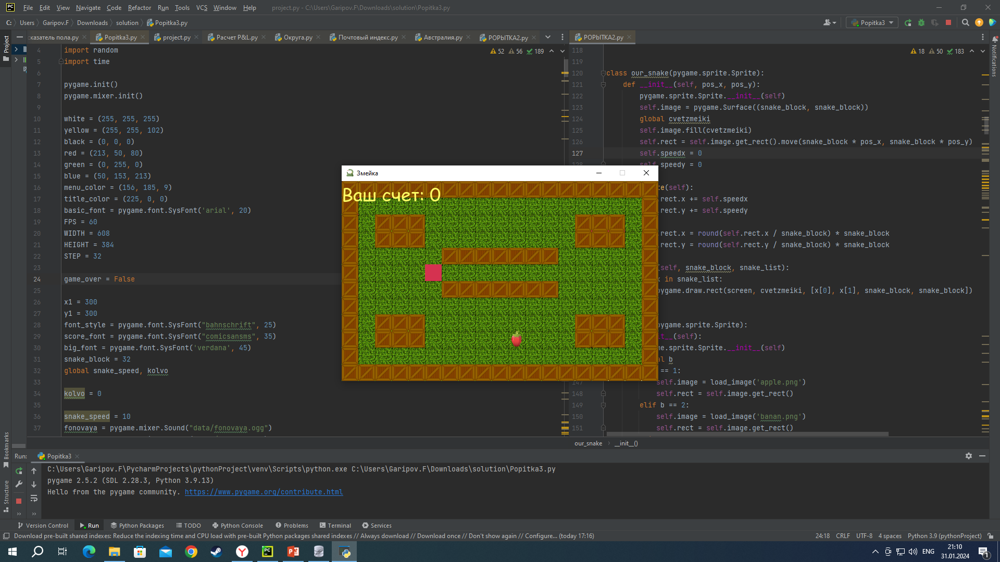 File Edit View Navigate Code Refactor Run Tools VCS Window Help project.py - C:\Users\Garipov.F\Downloads\solution\Popitka3.py
C: Users Garipov.F Downloads solution Popitka3.py
Popitka3
Project
казатель пола.py Popitka3.py project.py Расчет P&L.py Округа.py Почтовый индекс.py Австралия.py POPЫTKA2.py
POPЫTKA2.py
Notifications
52 56 189
4 import random
5 import time
6
7 pygame.init()
8 pygame.mixer.init()
9
10 white = (255, 255, 255)
11 yellow = (255, 255, 102)
12 black = (0, 0, 0)
13 red = (213, 50, 80)
14 green = (0, 255, 0)
15 blue = (50, 153, 213)
16 menu_color = (156, 185, 9)
17 title_color = (225, 0, 0)
18 basic_font = pygame.font.SysFont('arial', 20)
19 FPS = 60
20 WIDTH = 608
21 HEIGHT = 384
22 STEP = 32
23
24 game_over = False
25
26 x1 = 300
27 y1 = 300
28 font_style = pygame.font.SysFont("bahnschrift", 25)
29 score_font = pygame.font.SysFont("comicsansms", 35)
30 big_font = pygame.font.SysFont('verdana', 45)
31 snake_block = 32
32 global snake_speed, kolvo
33
34 kolvo = 0
35
36 snake_speed = 10
37 fonovaya = pygame.mixer.Sound("data/fonovaya.ogg")
18 50 183
118
119
120 class our_snake(pygame.sprite.Sprite):
121 def __init__(self, pos_x, pos_y):
122 pygame.sprite.Sprite.__init__(self)
123 self.image = pygame.Surface((snake_block, snake_block))
124 global cvetzmeiki
125 self.image.fill(cvetzmeiki)
126 self.rect = self.image.get_rect().move(snake_block * pos_x, snake_block * pos_y)
127 self.speedx = 0
128 self.speedy = 0
te(self):
.rect.x += self.speedx
.rect.y += self.speedy
.rect.x = round(self.rect.x / snake_block) * snake_block
.rect.y = round(self.rect.y / snake_block) * snake_block
(self, snake_block, snake_list):
x in snake_list:
pygame.draw.rect(screen, cvetzmeiki, [x[0], x[1], snake_block, snake_block])
pygame.sprite.Sprite):
it__(self):
me.sprite.Sprite.__init__(self)
al b
== 1:
147 self.image = load_image('apple.png')
148 self.rect = self.image.get_rect()
149 elif b == 2:
150 self.image = load_image('banan.png')
151 self.rect = self.image.get_rect()
our_snake __init__()
Змейка
Ваш счет: 0
Bookmarks
Structure
Run: Popitka3
C:\Users\Garipov.F\PycharmProjects\pythonProject\venv\Scripts\python.exe C:\Users\Garipov.F\Downloads\solution\Popitka3.py
pygame 2.5.2 (SDL 2.28.3, Python 3.9.13)
Hello from the pygame community. https://www.pygame.org/contribute.html
Version Control Run Python Packages TODO Python Console Problems Terminal Services
Download pre-built shared indexes: Reduce the indexing time and CPU load with pre-built Python packages shared indexes // Always download // Download once // Don't show again // Configure... (today 17:16) 24:18 CRLF UTF-8 4 spaces Python 3.9 (pythonProject)
ENG 21:10
31.01.2024
1